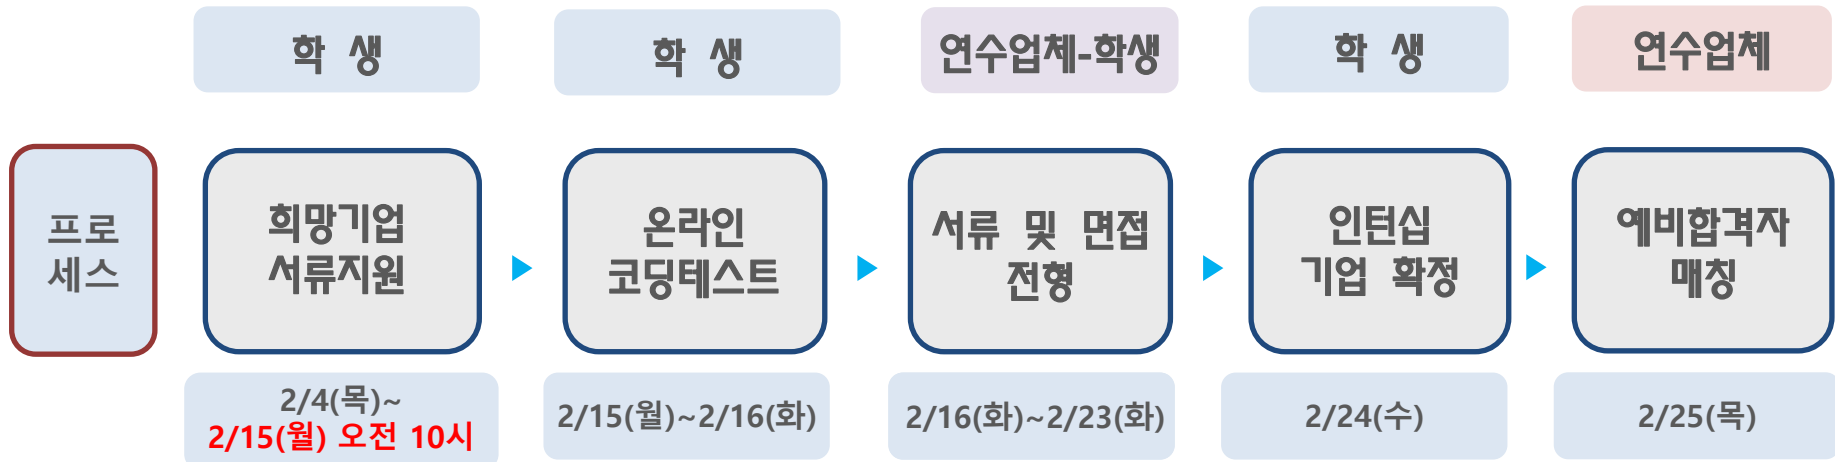 학 생
학 생
연수업체-학생
학 생
연수업체
프로
세스
희망기업
서류지원
온라인
코딩테스트
서류 및 면접
전형
인턴십
기업 확정
예비합격자
매칭
2/4(목)~
2/15(월) 오전 10시
2/15(월)~2/16(화)
2/16(화)~2/23(화)
2/24(수)
2/25(목)